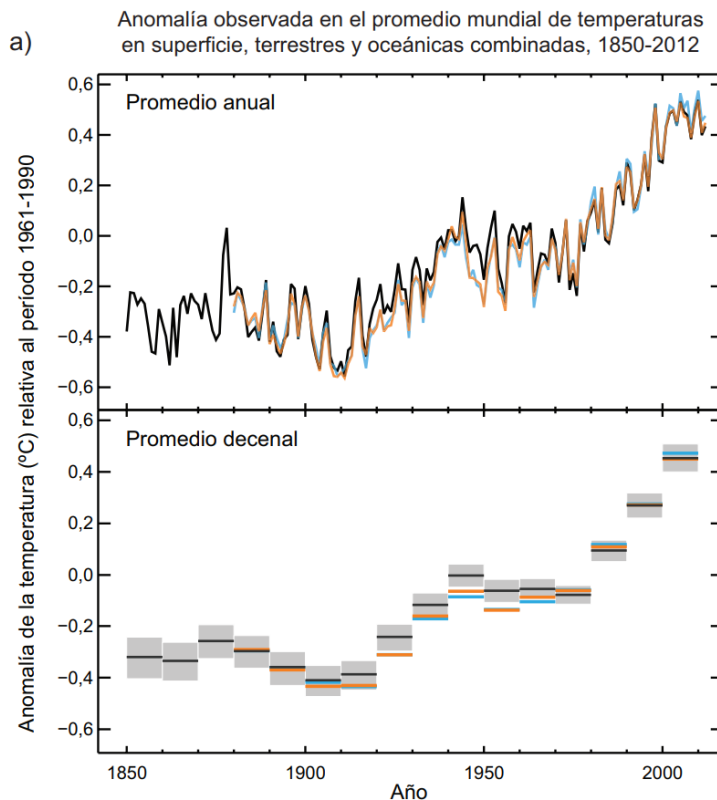 Anomalía observada en el promedio mundial de temperaturas
en superficie, terrestres y oceánicas combinadas, 1850-2012
a)
Anomalía de la temperatura (ºC) relativa al período 1961-1990
Promedio anual
0,6
0,4
0,2
0,0
−0,2
−0,4
−0,6
Promedio decenal
0,6
0,4
0,2
0,0
−0,2
−0,4
−0,6
1850
1900
1950
2000
Año